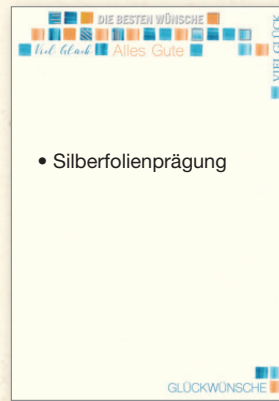 DIE BESTEN WÜNSCHE
Viel Glück Alles Gute
VIEL GLÜCK
• Silberfolienprägung
GLÜCKWÜNSCHE